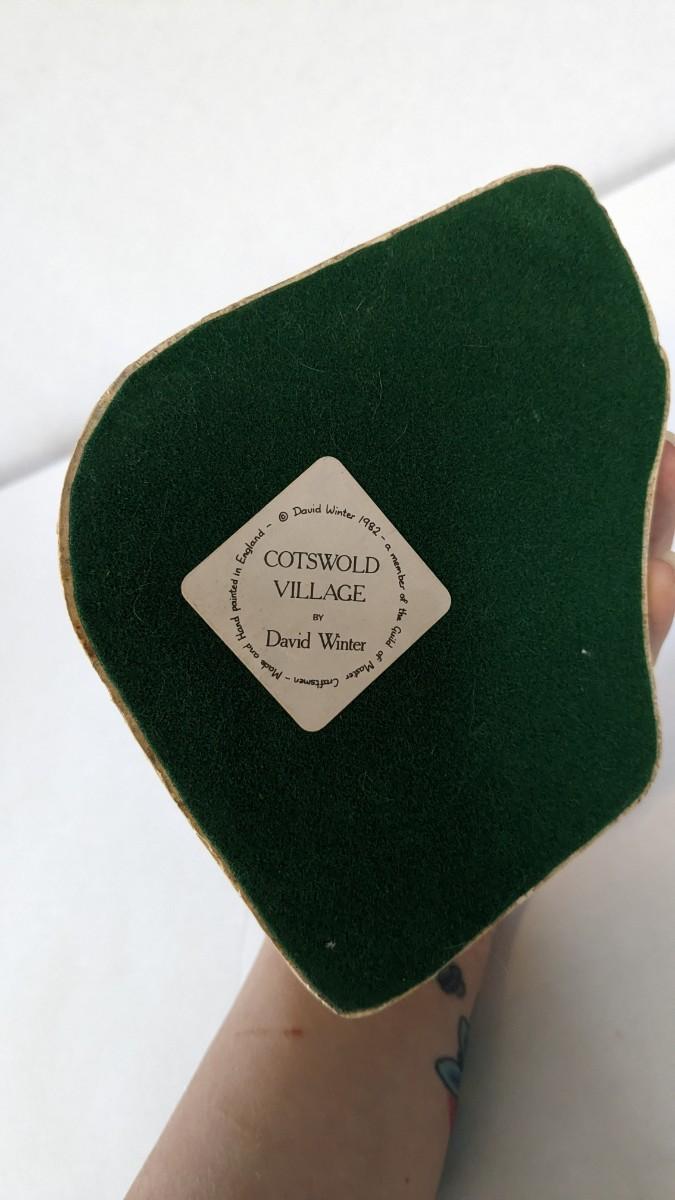 © David Winter 1982 - a member of the Guild of Master Craftsmen - Made and Hand painted in England -
COTSWOLD
VILLAGE
BY
David Winter